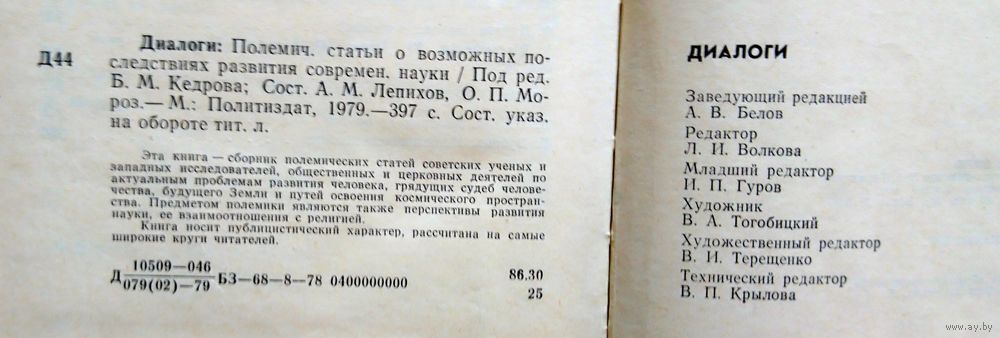 Д44
Диалоги: Полемич. статьи о возможных по-
следствиях развития современ. науки / Под ред.
Б. М. Кедрова; Сост. А. М. Лепихов, О. П. Мо-
роз.— М.: Политиздат, 1979.—397 с. Сост. указ.
на обороте тит. л.
Эта книга — сборник полемических статей советских ученых и
западных исследователей, общественных и церковных деятелей по
актуальным проблемам развития человека, грядущих судеб челове-
чества, будущего Земли и путей освоения космического простран-
ства. Предметом полемики являются также перспективы развития
науки, ее взаимоотношения с религией.
Книга носит публицистический характер, рассчитана на самые
широкие круги читателей.
Д 10509—046
079(02)—79 БЗ—68—8—78 0400000000
86.30
25
ДИАЛОГИ
Заведующий редакцией
А. В. Белов
Редактор
Л. И. Волкова
Младший редактор
И. П. Гуров
Художник
В. А. Тогобицкий
Художественный редактор
В. И. Терещенко
Технический редактор
В. П. Крылова
www.ay.by